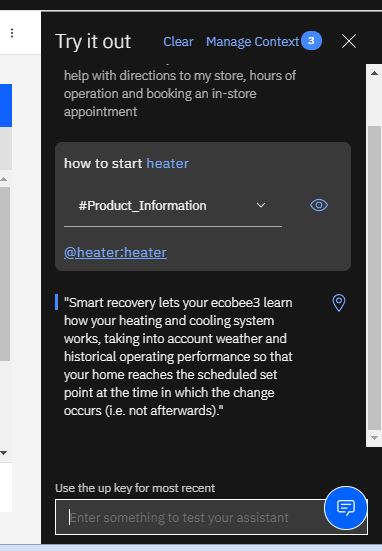 Try it out
Clear
Manage Context 3
help with directions to my store, hours of
operation and booking an in-store
appointment
how to start heater
#Product_Information
@heater:heater
"Smart recovery lets your ecobee3 learn
how your heating and cooling system
works, taking into account weather and
historical operating performance so that
your home reaches the scheduled set
point at the time in which the change
occurs (i.e. not afterwards)."
Use the up key for most recent
Enter something to test your assistant